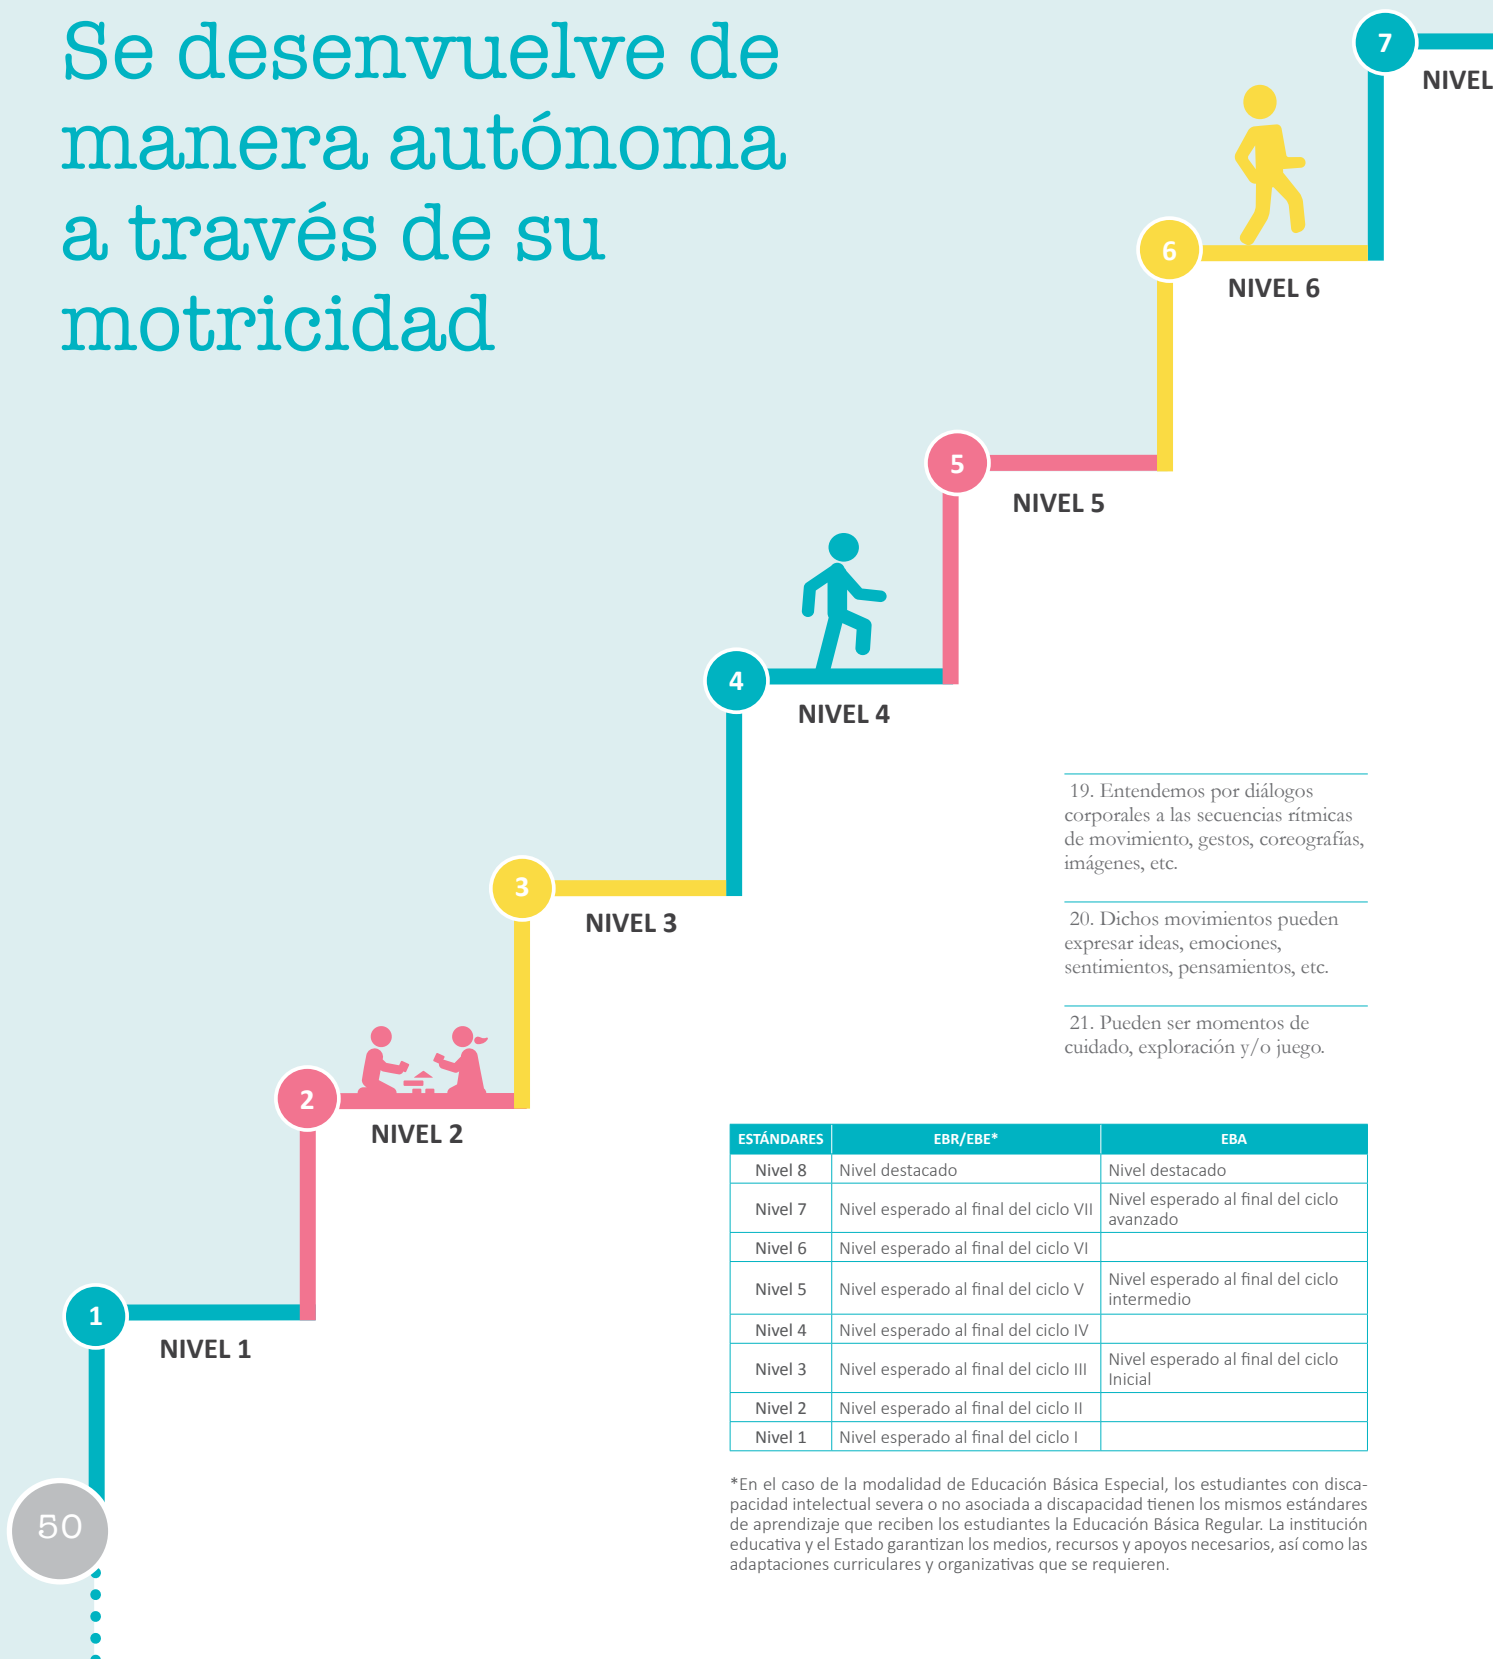 Se desenvuelve de
manera autónoma
a través de su
motricidad
7
NIVEL
6
NIVEL 6
5
NIVEL 5
4
NIVEL 4
3
NIVEL 3
2
NIVEL 2
1
NIVEL 1
19. Entendemos por diálogos
corporales a las secuencias rítmicas
de movimiento, gestos, coreografías,
imágenes, etc.
20. Dichos movimientos pueden
expresar ideas, emociones,
sentimientos, pensamientos, etc.
21. Pueden ser momentos de
cuidado, exploración y/o juego.
ESTÁNDARES EBR/EBE* EBA
Nivel 8 Nivel destacado Nivel destacado
Nivel 7 Nivel esperado al final del ciclo VII Nivel esperado al final del ciclo
avanzado
Nivel 6 Nivel esperado al final del ciclo VI
Nivel 5 Nivel esperado al final del ciclo V Nivel esperado al final del ciclo
intermedio
Nivel 4 Nivel esperado al final del ciclo IV
Nivel 3 Nivel esperado al final del ciclo III Nivel esperado al final del ciclo
Inicial
Nivel 2 Nivel esperado al final del ciclo II
Nivel 1 Nivel esperado al final del ciclo I
*En el caso de la modalidad de Educación Básica Especial, los estudiantes con disca-
pacidad intelectual severa o no asociada a discapacidad tienen los mismos estándares
de aprendizaje que reciben los estudiantes la Educación Básica Regular. La institución
educativa y el Estado garantizan los medios, recursos y apoyos necesarios, así como las
adaptaciones curriculares y organizativas que se requieren.
50